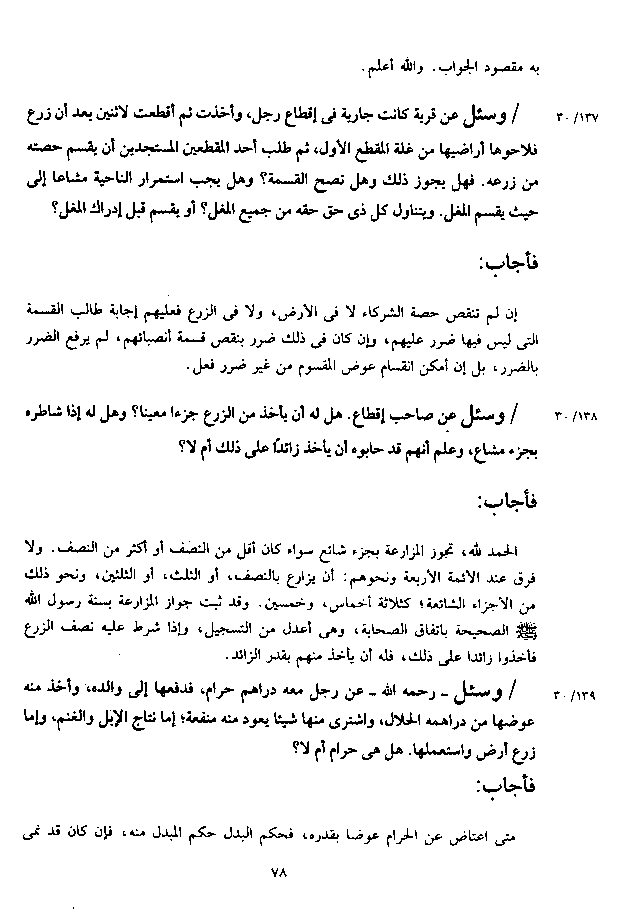 به مقصود الجواب. والله أعلم.
٣٠/١٣٧ / وسئل عن قرية كانت جارية فى إقطاع رجل، وأخذت ثم أقطعت لاثنين بعد أن زرع
فلاحوها أراضيها من غلة المقطع الأول، ثم طلب أحد المقطعين المستجدين أن يقسم حصته
من زرعه. فهل يجوز ذلك وهل تصح القسمة؟ وهل يجب استمرار الناحية مشاعا إلى
حيث يقسم المغل. ويتناول كل ذى حق حقه من جميع المغل؟ أو يقسم قبل إدراك المغل؟
فأجاب:
إن لم تنقص حصة الشركاء لا فى الأرض، ولا فى الزرع فعليهم إجابة طالب القسمة
التى ليس فيها ضرر عليهم، وإن كان فى ذلك ضرر بنقص قسمة أنصبائهم، لم يرفع الضرر
بالضرر، بل إن أمكن انقسام عوض المقسوم من غير ضرر فعل.
٣٠/١٣٨ / وسئل عن صاحب إقطاع. هل له أن يأخذ من الزرع جزءا معينا؟ وهل له إذا شاطره
بجزء مشاع، وعلم أنهم قد حابوه أن يأخذ زائدًا على ذلك أم لا؟
فأجاب:
الحمد لله، تجوز المزارعة بجزء شائع سواء كان أقل من النصف أو أكثر من النصف. ولا
فرق عند الأئمة الأربعة ونحوهم: أن يزارع بالنصف، أو الثلث، أو الثلثين، ونحو ذلك
من الأجزاء الشائعة؛ كثلاثة أخماس، وخمسين. وقد ثبت جواز المزارعة بسنة رسول الله
ﷺ الصحيحة باتفاق الصحابة، وهى أعدل من التسجيل، وإذا شرط عليه نصف الزرع
فأخذوا زائدا على ذلك، فله أن يأخذ منهم بقدر الزائد.
٣٠/١٣٩ / وسئل ـ رحمه الله ـ عن رجل معه دراهم حرام، فدفعها إلى والده، وأخذ منه
عوضها من دراهمه الحلال، واشترى منها شيئا يعود منه منفعة؛ إما نتاج الإبل والغنم، وإما
زرع أرض واستعملها. هل هى حرام أم لا؟
فأجاب:
متى اعتاض عن الحرام عوضا بقدره، فحكم البدل حكم المبدل منه، فإن كان قد نمى
٧٨